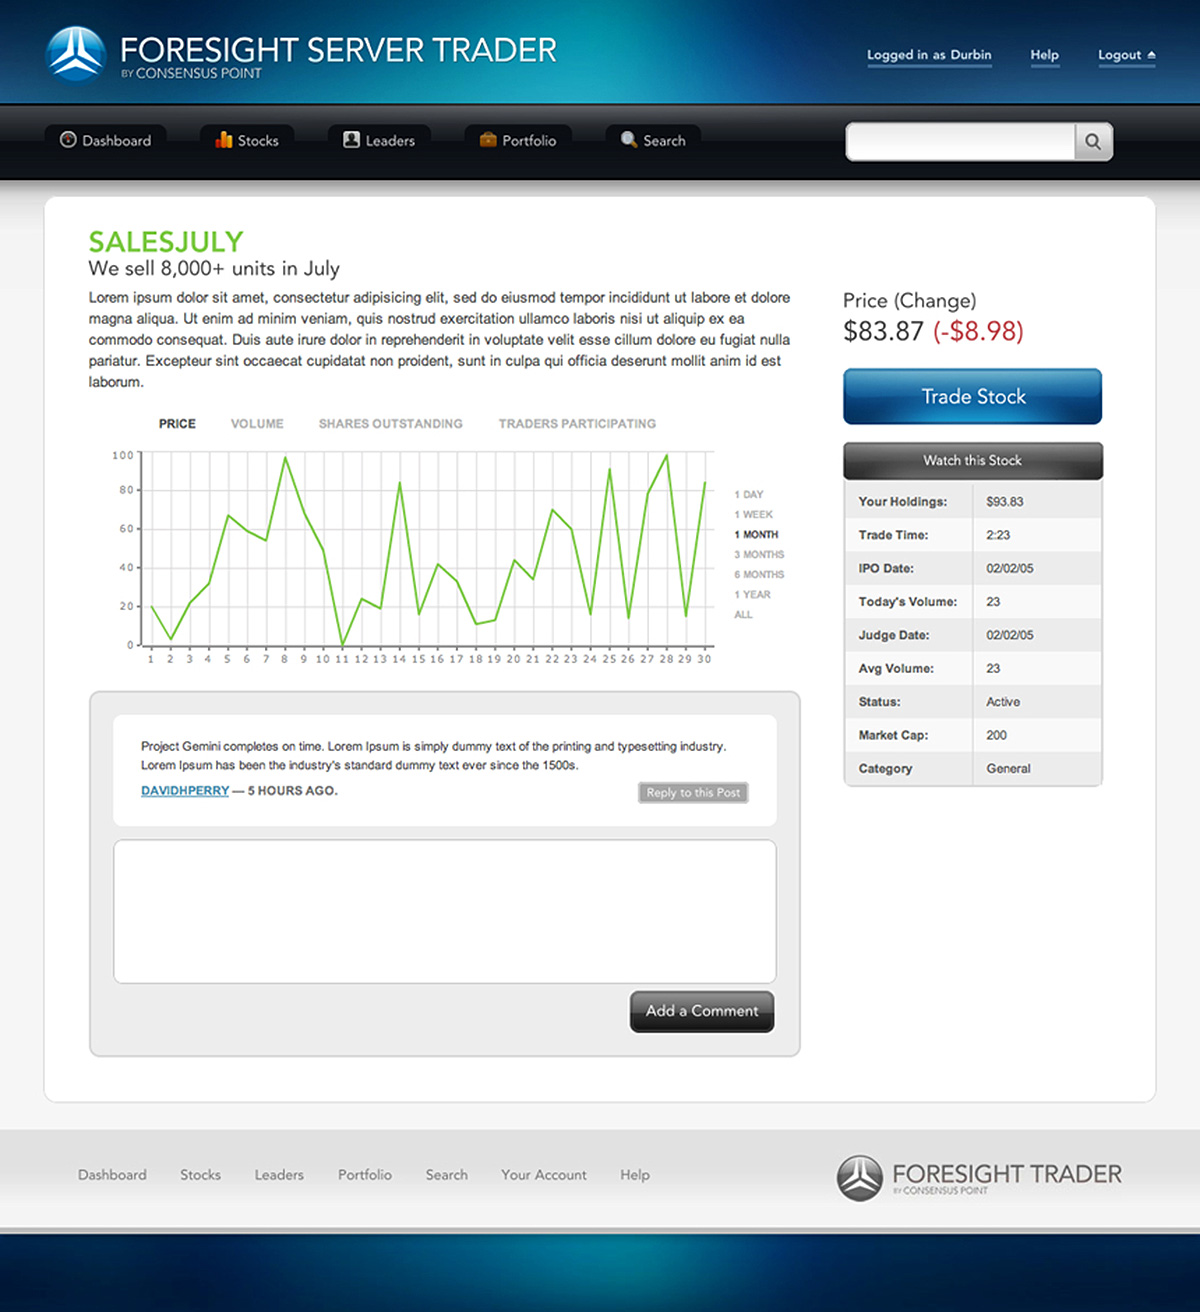 FORESIGHT SERVER TRADER
BY CONSENSUS POINT
Logged in as Durbin
Help
Logout
Dashboard
Stocks
Leaders
Portfolio
Search
SALESJULY
We sell 8,000+ units in July
Lorem ipsum dolor sit amet, consectetur adipisicing elit, sed do eiusmod tempor incididunt ut labore et dolore
magna aliqua. Ut enim ad minim veniam, quis nostrud exercitation ullamco laboris nisi ut aliquip ex ea
commodo consequat. Duis aute irure dolor in reprehenderit in voluptate velit esse cillum dolore eu fugiat nulla
pariatur. Excepteur sint occaecat cupidatat non proident, sunt in culpa qui officia deserunt mollit anim id est
laborum.
PRICE
VOLUME
SHARES OUTSTANDING
TRADERS PARTICIPATING
100
80
60
40
20
0
1 2 3 4 5 6 7 8 9 10 11 12 13 14 15 16 17 18 19 20 21 22 23 24 25 26 27 28 29 30
1 DAY
1 WEEK
1 MONTH
3 MONTHS
6 MONTHS
1 YEAR
ALL
Price (Change)
$83.87 (-$8.98)
Trade Stock
Watch this Stock
Your Holdings: $93.83
Trade Time: 2:23
IPO Date: 02/02/05
Today's Volume: 23
Judge Date: 02/02/05
Avg Volume: 23
Status: Active
Market Cap: 200
Category General
Project Gemini completes on time. Lorem Ipsum is simply dummy text of the printing and typesetting industry.
Lorem Ipsum has been the industry's standard dummy text ever since the 1500s.
DAVIDHPERRY — 5 HOURS AGO.
Reply to this Post
Add a Comment
Dashboard
Stocks
Leaders
Portfolio
Search
Your Account
Help
FORESIGHT TRADER
BY CONSENSUS POINT